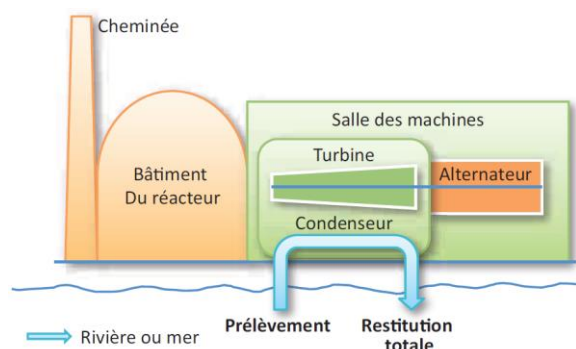 Cheminée
Salle des machines
Turbine
Bâtiment
Du réacteur
Alternateur
Condenseur
Rivière ou mer
Prélèvement
Restitution
totale